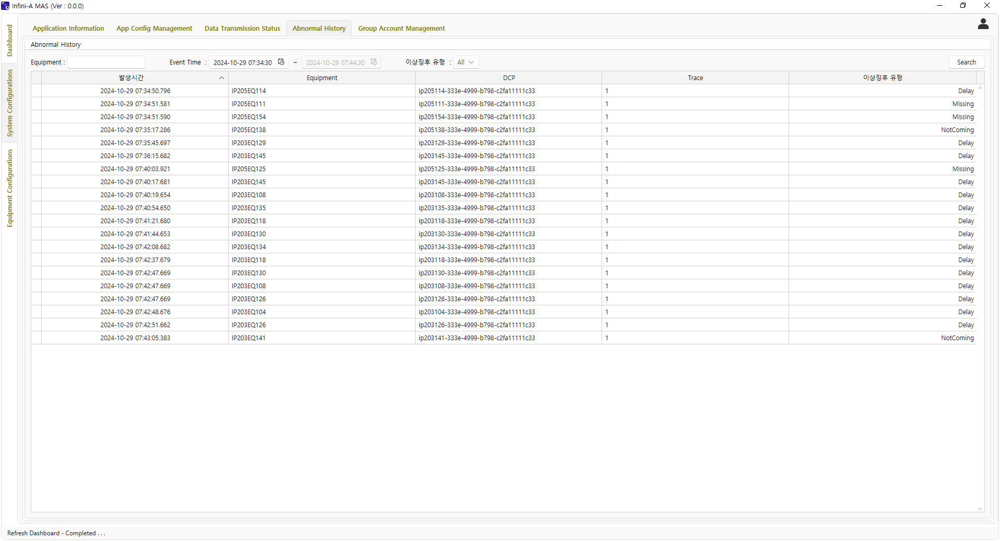 Infini-A MAS (Ver : 0.0.0)
Dashboard
System Configurations
Equipment Configurations
Application Information App Config Management Data Transmission Status Abnormal History Group Account Management
Abnormal History
Equipment : Event Time : 2024-10-29 07:34:30 ~ 2024-10-29 07:44:30 이상징후 유형 : All Search
발생시간 Equipment DCP Trace 이상징후 유형
2024-10-29 07:34:50.796 IP205EQ114 ip205114-333e-4999-b798-c2fa11111c33 1 Delay
2024-10-29 07:34:51.581 IP205EQ111 ip205111-333e-4999-b798-c2fa11111c33 1 Missing
2024-10-29 07:34:51.590 IP205EQ154 ip205154-333e-4999-b798-c2fa11111c33 1 Missing
2024-10-29 07:35:17.286 IP205EQ138 ip205138-333e-4999-b798-c2fa11111c33 1 NotComing
2024-10-29 07:35:45.697 IP203EQ129 ip203129-333e-4999-b798-c2fa11111c33 1 Delay
2024-10-29 07:36:15.682 IP203EQ145 ip203145-333e-4999-b798-c2fa11111c33 1 Delay
2024-10-29 07:40:03.921 IP205EQ125 ip205125-333e-4999-b798-c2fa11111c33 1 Missing
2024-10-29 07:40:17.681 IP203EQ145 ip203145-333e-4999-b798-c2fa11111c33 1 Delay
2024-10-29 07:40:19.654 IP203EQ108 ip203108-333e-4999-b798-c2fa11111c33 1 Delay
2024-10-29 07:40:54.650 IP203EQ135 ip203135-333e-4999-b798-c2fa11111c33 1 Delay
2024-10-29 07:41:21.680 IP203EQ118 ip203118-333e-4999-b798-c2fa11111c33 1 Delay
2024-10-29 07:41:44.653 IP203EQ130 ip203130-333e-4999-b798-c2fa11111c33 1 Delay
2024-10-29 07:42:08.682 IP203EQ134 ip203134-333e-4999-b798-c2fa11111c33 1 Delay
2024-10-29 07:42:37.679 IP203EQ118 ip203118-333e-4999-b798-c2fa11111c33 1 Delay
2024-10-29 07:42:47.669 IP203EQ130 ip203130-333e-4999-b798-c2fa11111c33 1 Delay
2024-10-29 07:42:47.669 IP203EQ108 ip203108-333e-4999-b798-c2fa11111c33 1 Delay
2024-10-29 07:42:47.669 IP203EQ126 ip203126-333e-4999-b798-c2fa11111c33 1 Delay
2024-10-29 07:42:48.676 IP203EQ104 ip203104-333e-4999-b798-c2fa11111c33 1 Delay
2024-10-29 07:42:51.662 IP203EQ126 ip203126-333e-4999-b798-c2fa11111c33 1 Delay
2024-10-29 07:43:05.383 IP203EQ141 ip203141-333e-4999-b798-c2fa11111c33 1 NotComing
Refresh Dashboard - Completed . . .